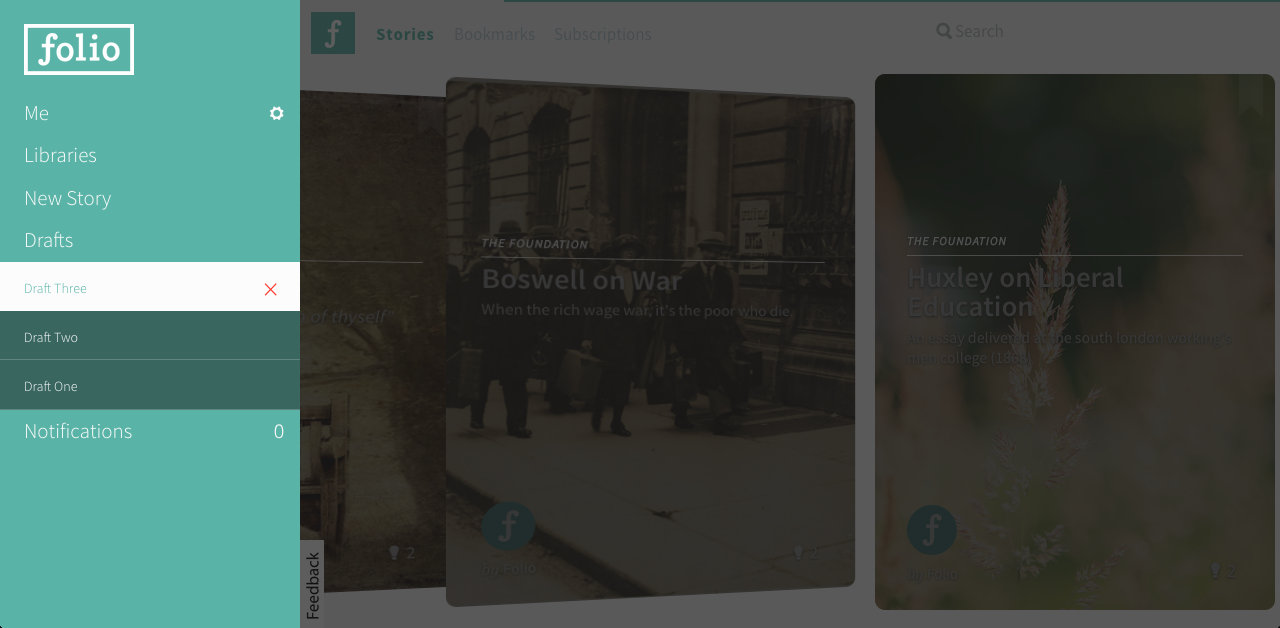 folio
Me
Libraries
New Story
Drafts
Draft Three
Draft Two
Draft One
Notifications 0
f Stories Bookmarks Subscriptions Search
of thyself"
2
Feedback
THE FOUNDATION
Boswell on War
When the rich wage war, it's the poor who die.
f
by Folio 2
THE FOUNDATION
Huxley on Liberal
Education
An essay delivered at the south london working's
men college (1868)
f
by Folio 2